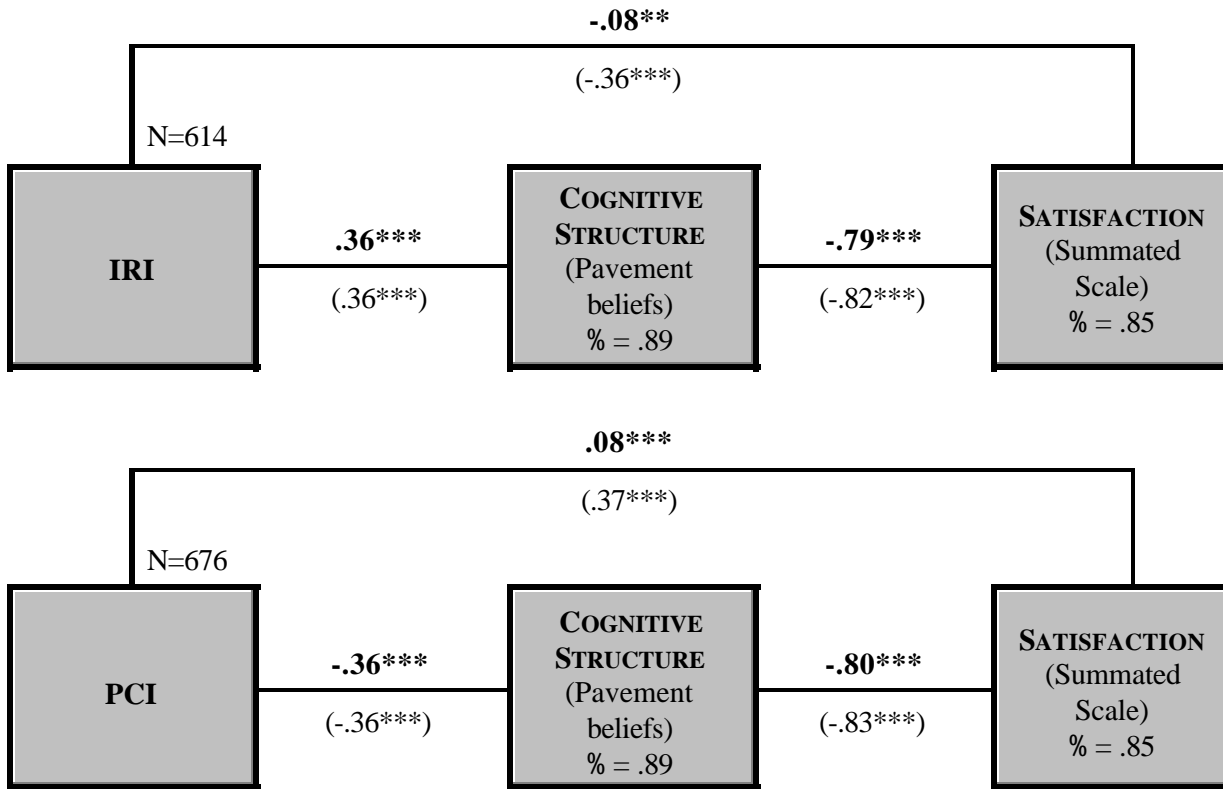 -.08**
(-.36***)
N=614
IRI
.36***
(.36***)
COGNITIVE
STRUCTURE
(Pavement
beliefs)
% = .89
-.79***
(-.82***)
SATISFACTION
(Summated
Scale)
% = .85
.08***
(.37***)
N=676
PCI
-.36***
(-.36***)
COGNITIVE
STRUCTURE
(Pavement
beliefs)
% = .89
-.80***
(-.83***)
SATISFACTION
(Summated
Scale)
% = .85